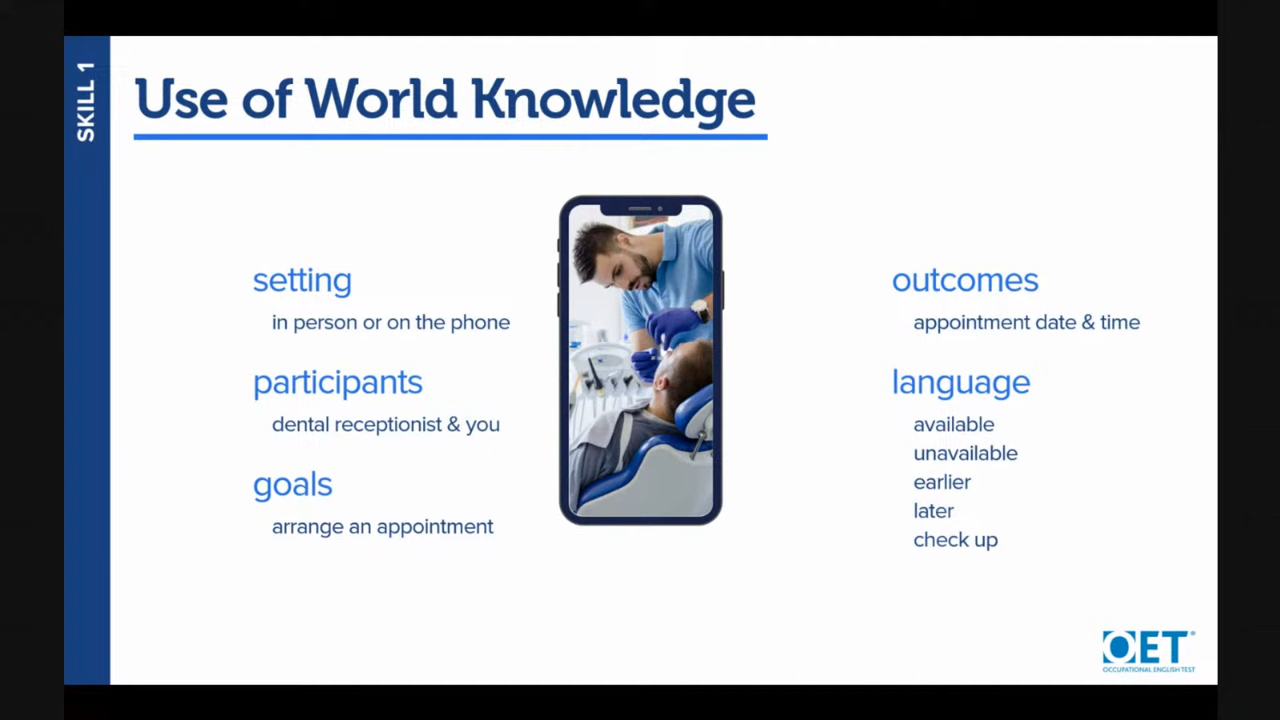 SKILL 1
Use of World Knowledge
setting
in person or on the phone
participants
dental receptionist & you
goals
arrange an appointment
outcomes
appointment date & time
language
available
unavailable
earlier
later
check up
OET®
OCCUPATIONAL ENGLISH TEST